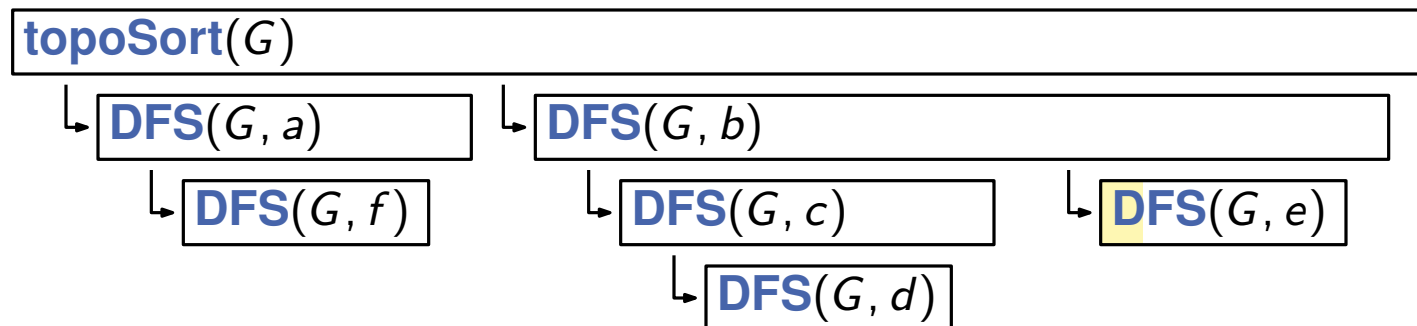 topoSort(G)
DFS(G, a) DFS(G, b)
DFS(G, f) DFS(G, c) DFS(G, e)
DFS(G, d)